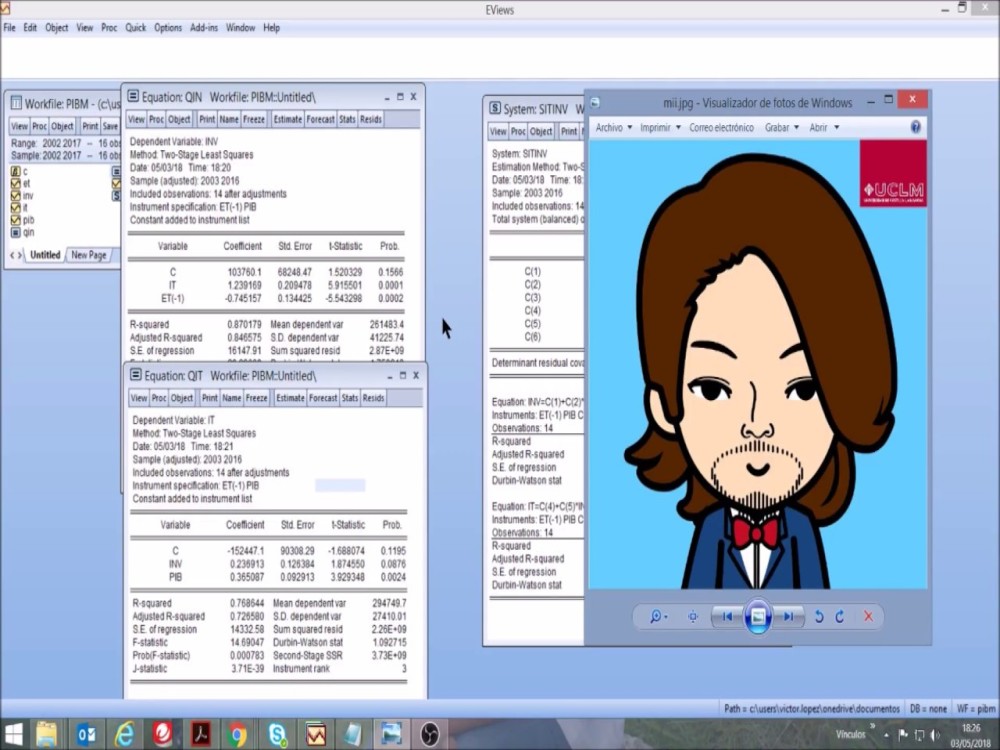 EViews
File Edit Object View Proc Quick Options Add-ins Window Help
Workfile: PIBM - (c:\us
View Proc Object Print Save
Range: 2002 2017 -- 16 obs
Sample: 2002 2017 -- 16 obs
c
et
inv
it
pib
qin
Untitled New Page
Equation: QIN Workfile: PIBM::Untitled\
View Proc Object Print Name Freeze Estimate Forecast Stats Resids
Dependent Variable: INV
Method: Two-Stage Least Squares
Date: 05/03/18 Time: 18:20
Sample (adjusted): 2003 2016
Included observations: 14 after adjustments
Instrument specification: ET(-1) PIB
Constant added to instrument list
Variable Coefficient Std. Error t-Statistic Prob.
C 103760.1 68248.47 1.520329 0.1566
IT 1.239169 0.209478 5.915501 0.0001
ET(-1) -0.745157 0.134425 -5.543298 0.0002
R-squared 0.870179 Mean dependent var 261483.4
Adjusted R-squared 0.846575 S.D. dependent var 41225.74
S.E. of regression 16147.91 Sum squared resid 2.87E+09
Equation: QIT Workfile: PIBM::Untitled\
View Proc Object Print Name Freeze Estimate Forecast Stats Resids
Dependent Variable: IT
Method: Two-Stage Least Squares
Date: 05/03/18 Time: 18:21
Sample (adjusted): 2003 2016
Included observations: 14 after adjustments
Instrument specification: ET(-1) PIB
Constant added to instrument list
Variable Coefficient Std. Error t-Statistic Prob.
C -152447.1 90308.29 -1.688074 0.1195
INV 0.236913 0.126384 1.874550 0.0876
PIB 0.365087 0.092913 3.929348 0.0024
R-squared 0.768644 Mean dependent var 294749.7
Adjusted R-squared 0.726580 S.D. dependent var 27410.01
S.E. of regression 14332.58 Sum squared resid 2.26E+09
F-statistic 14.69047 Durbin-Watson stat 1.092715
Prob(F-statistic) 0.000783 Second-Stage SSR 3.73E+09
J-statistic 3.71E-39 Instrument rank 3
System: SITINV W
View Proc Object Print
System: SITINV
Estimation Method: Two-S
Date: 05/03/18 Time: 18:
Sample: 2003 2016
Included observations: 14
Total system (balanced) o
C(1)
C(2)
C(3)
C(4)
C(5)
C(6)
Determinant residual cova
Equation: INV=C(1)+C(2)*
Instruments: ET(-1) PIB C
Observations: 14
R-squared
Adjusted R-squared
S.E. of regression
Durbin-Watson stat
Equation: IT=C(4)+C(5)*IN
Instruments: ET(-1) PIB C
Observations: 14
R-squared
Adjusted R-squared
S.E. of regression
Durbin-Watson stat
mii.jpg - Visualizador de fotos de Windows
Archivo Imprimir Correo electrónico Grabar Abrir
UCLM
Path = c:\users\victor.lopez\onedrive\documentos DB = none WF = pibm
Vínculos
18:26
03/05/2018